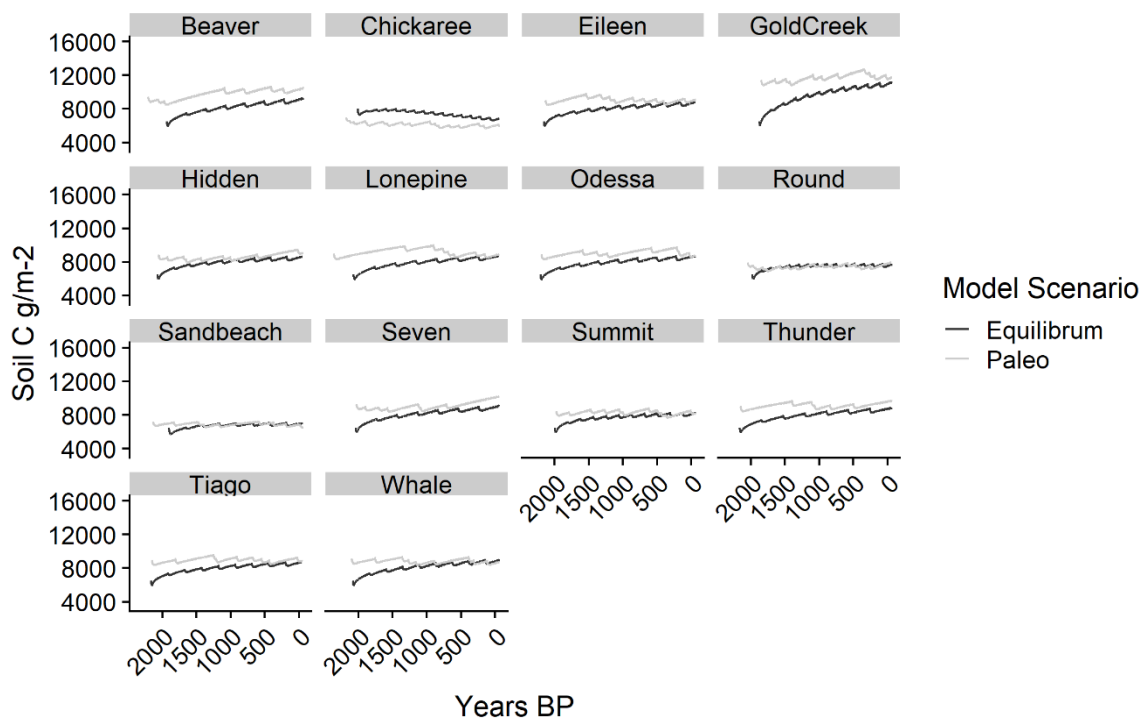 Beaver Chickaree Eileen GoldCreek
16000
12000
8000
4000
Hidden Lonepine Odessa Round
16000
12000
8000
4000
Soil C g/m-2
Model Scenario
Equilibrum
Paleo
Sandbeach Seven Summit Thunder
16000
12000
8000
4000
2000 1500 1000 500 0 2000 1500 1000 500 0
Tiago Whale
16000
12000
8000
4000
2000 1500 1000 500 0 2000 1500 1000 500 0
Years BP